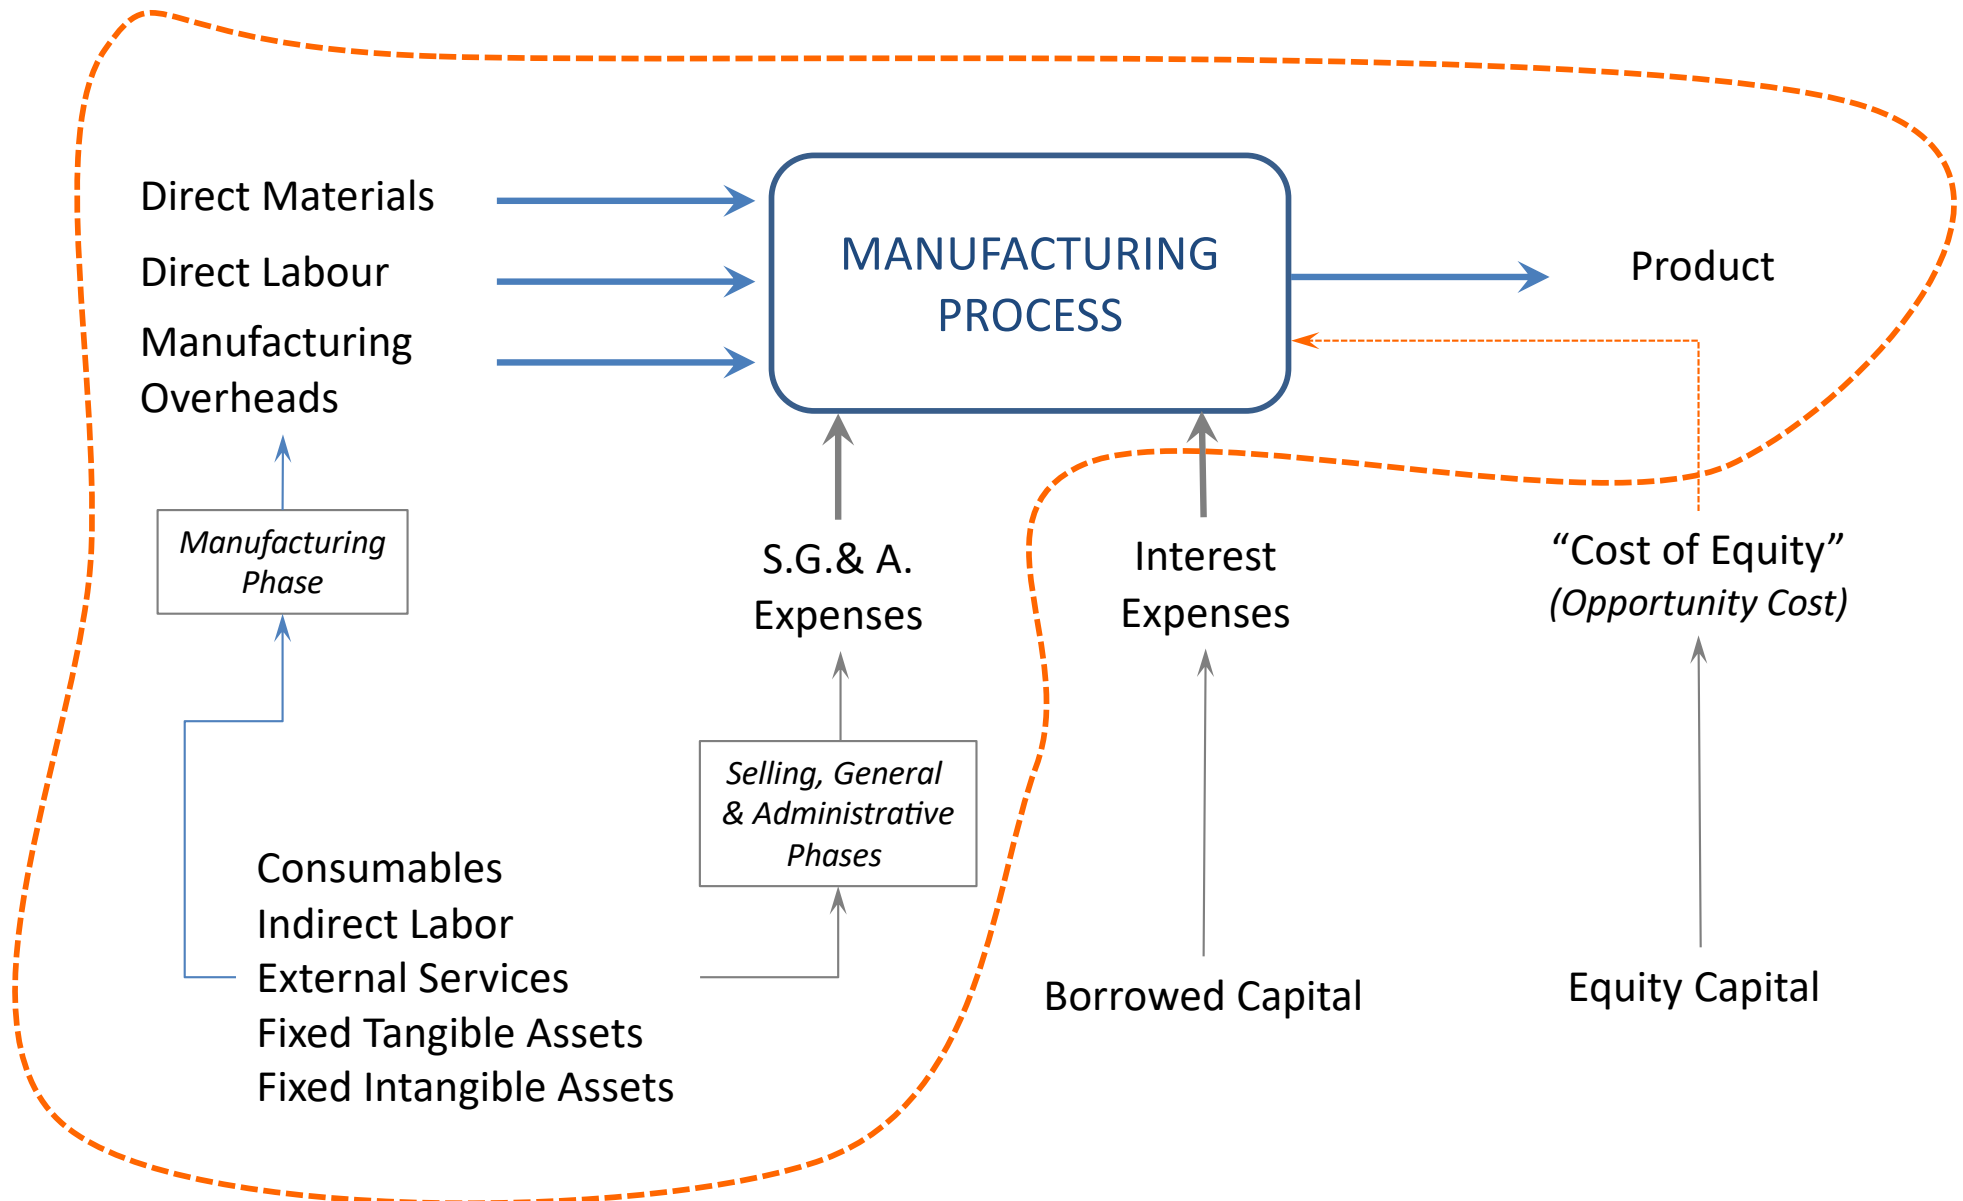 Direct Materials
Direct Labour
Manufacturing
Overheads
MANUFACTURING
PROCESS
Product
Manufacturing
Phase
S.G.& A.
Expenses
Interest
Expenses
“Cost of Equity”
(Opportunity Cost)
Selling, General
& Administrative
Phases
Consumables
Indirect Labor
External Services
Fixed Tangible Assets
Fixed Intangible Assets
Borrowed Capital
Equity Capital